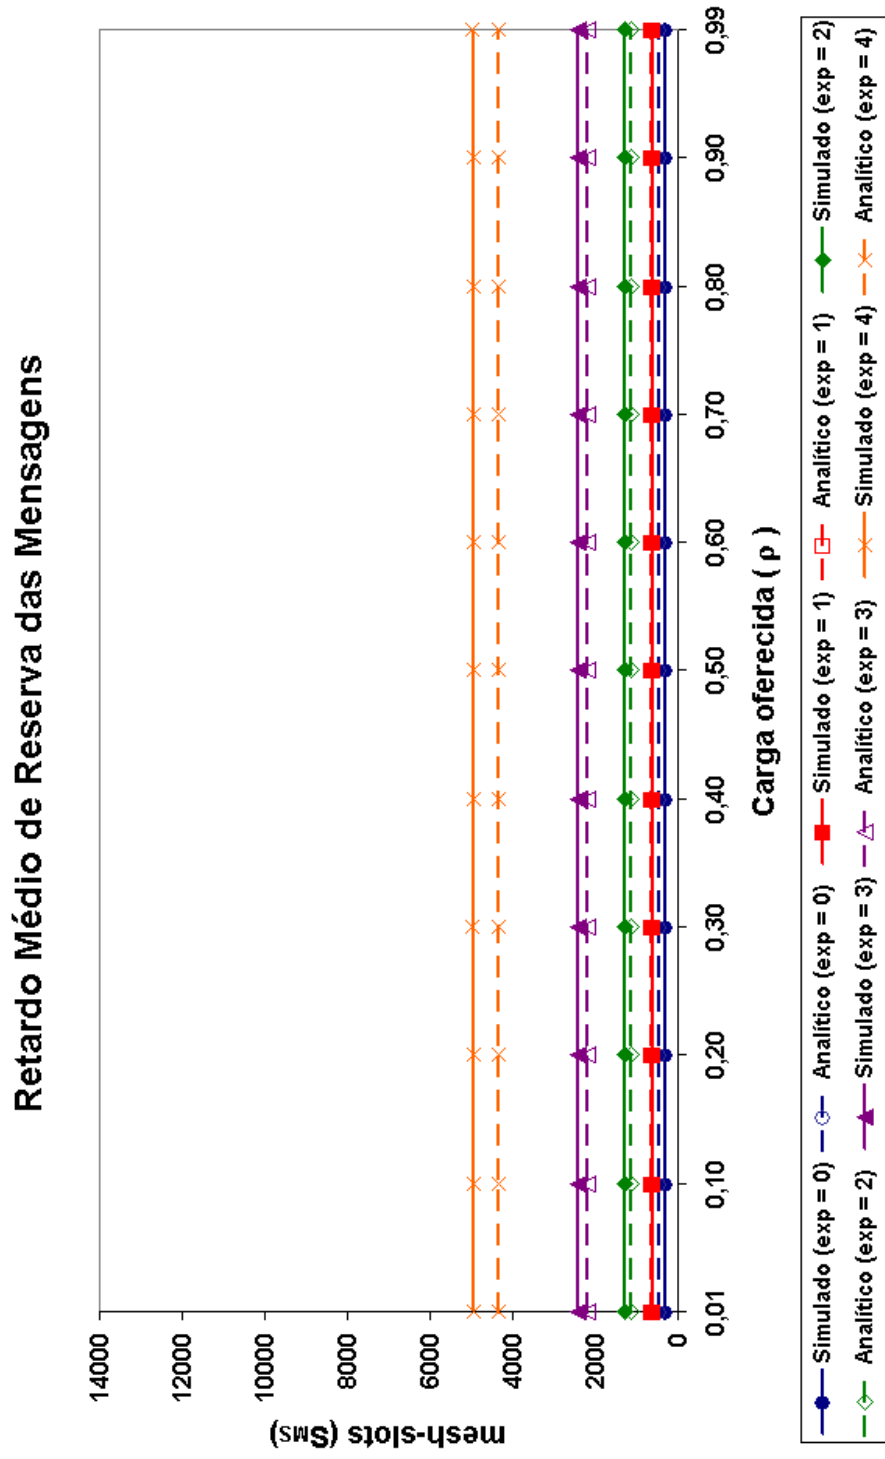 Retardo Médio de Reserva das Mensagens
mesh-slots (SMS)
14000
12000
10000
8000
6000
4000
2000
0
0,01 0,10 0,20 0,30 0,40 0,50 0,60 0,70 0,80 0,90 0,99
Carga oferecida ( ρ )
Simulado (exp = 0) Analítico (exp = 0) Simulado (exp = 1) Analítico (exp = 1) Simulado (exp = 2)
Analítico (exp = 2) Simulado (exp = 3) Analítico (exp = 3) Simulado (exp = 4) Analítico (exp = 4)